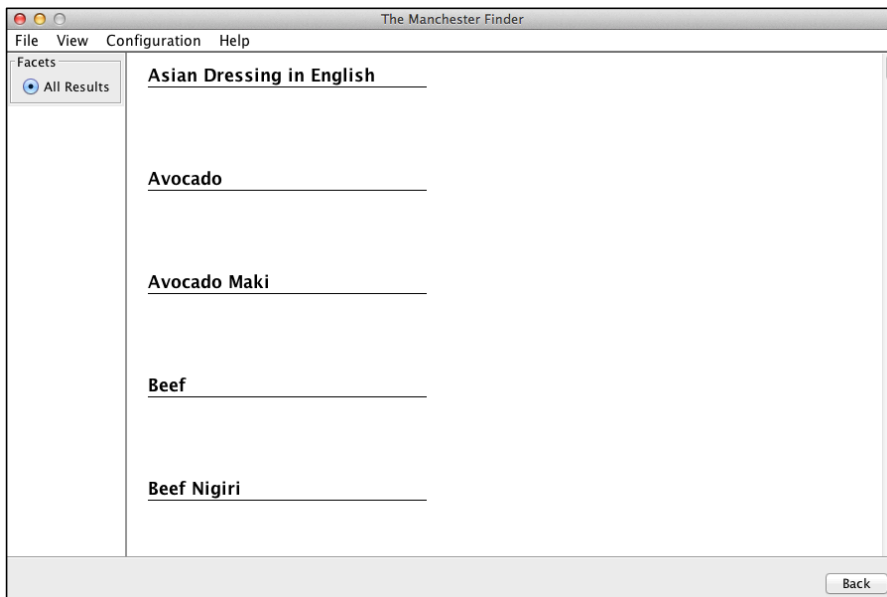 The Manchester Finder
File View Configuration Help
Facets
All Results
Asian Dressing in English
Avocado
Avocado Maki
Beef
Beef Nigiri
Back